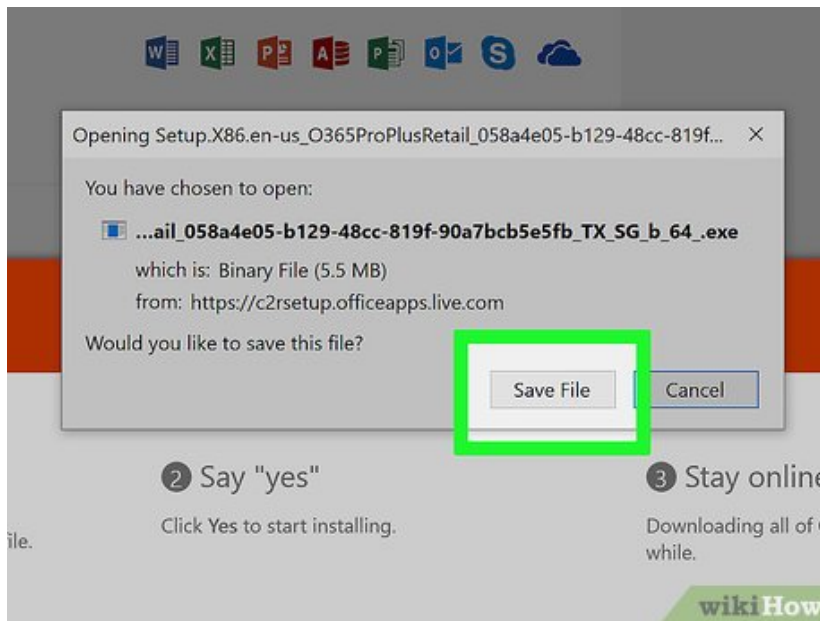 Opening Setup.X86.en-us_O365ProPlusRetail_058a4e05-b129-48cc-819f...
You have chosen to open:
...ail_058a4e05-b129-48cc-819f-90a7bcb5e5fb_TX_SG_b_64_.exe
which is: Binary File (5.5 MB)
from: https://c2rsetup.officeapps.live.com
Would you like to save this file?
Save File Cancel
2 Say "yes"
3 Stay online
Click Yes to start installing.
Downloading all of
while.
file.
wikiHow